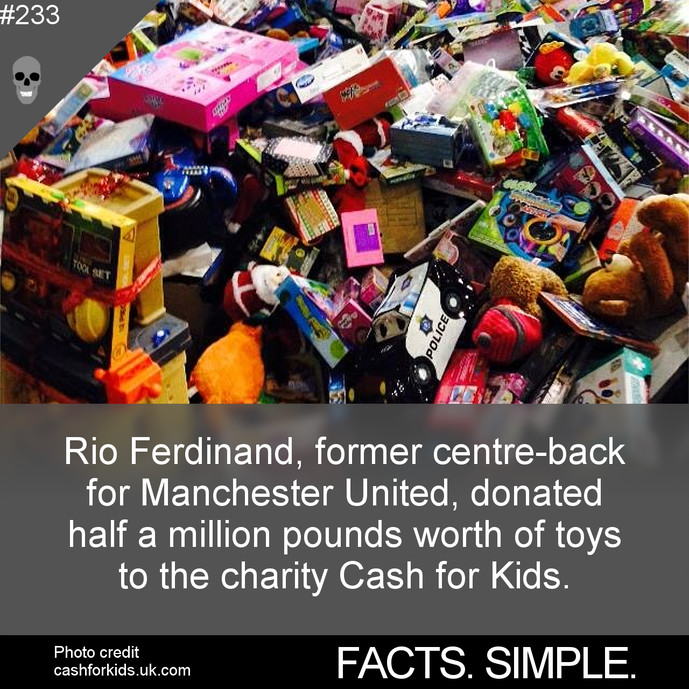 #233
TOOL SET
POLICE
Rio Ferdinand, former centre-back
for Manchester United, donated
half a million pounds worth of toys
to the charity Cash for Kids.
Photo credit
cashforkids.uk.com
FACTS. SIMPLE.